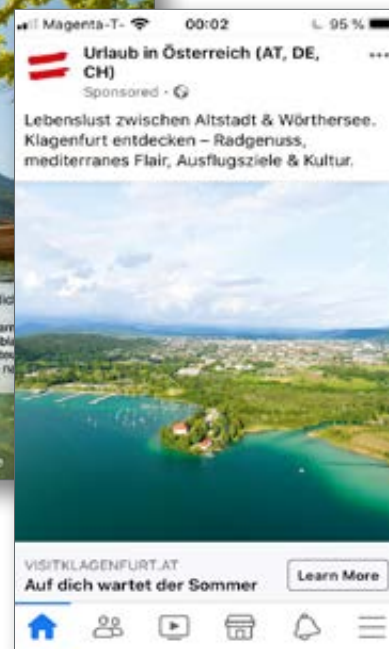 Magenta-T- 00:02 95 %
Urlaub in Österreich (AT, DE,
CH)
Sponsored ·
Lebenslust zwischen Altstadt & Wörthersee.
Klagenfurt entdecken – Radgenuss,
mediterranes Flair, Ausflugsziele & Kultur.
VISITKLAGENFURT.AT
Auf dich wartet der Sommer
Learn More